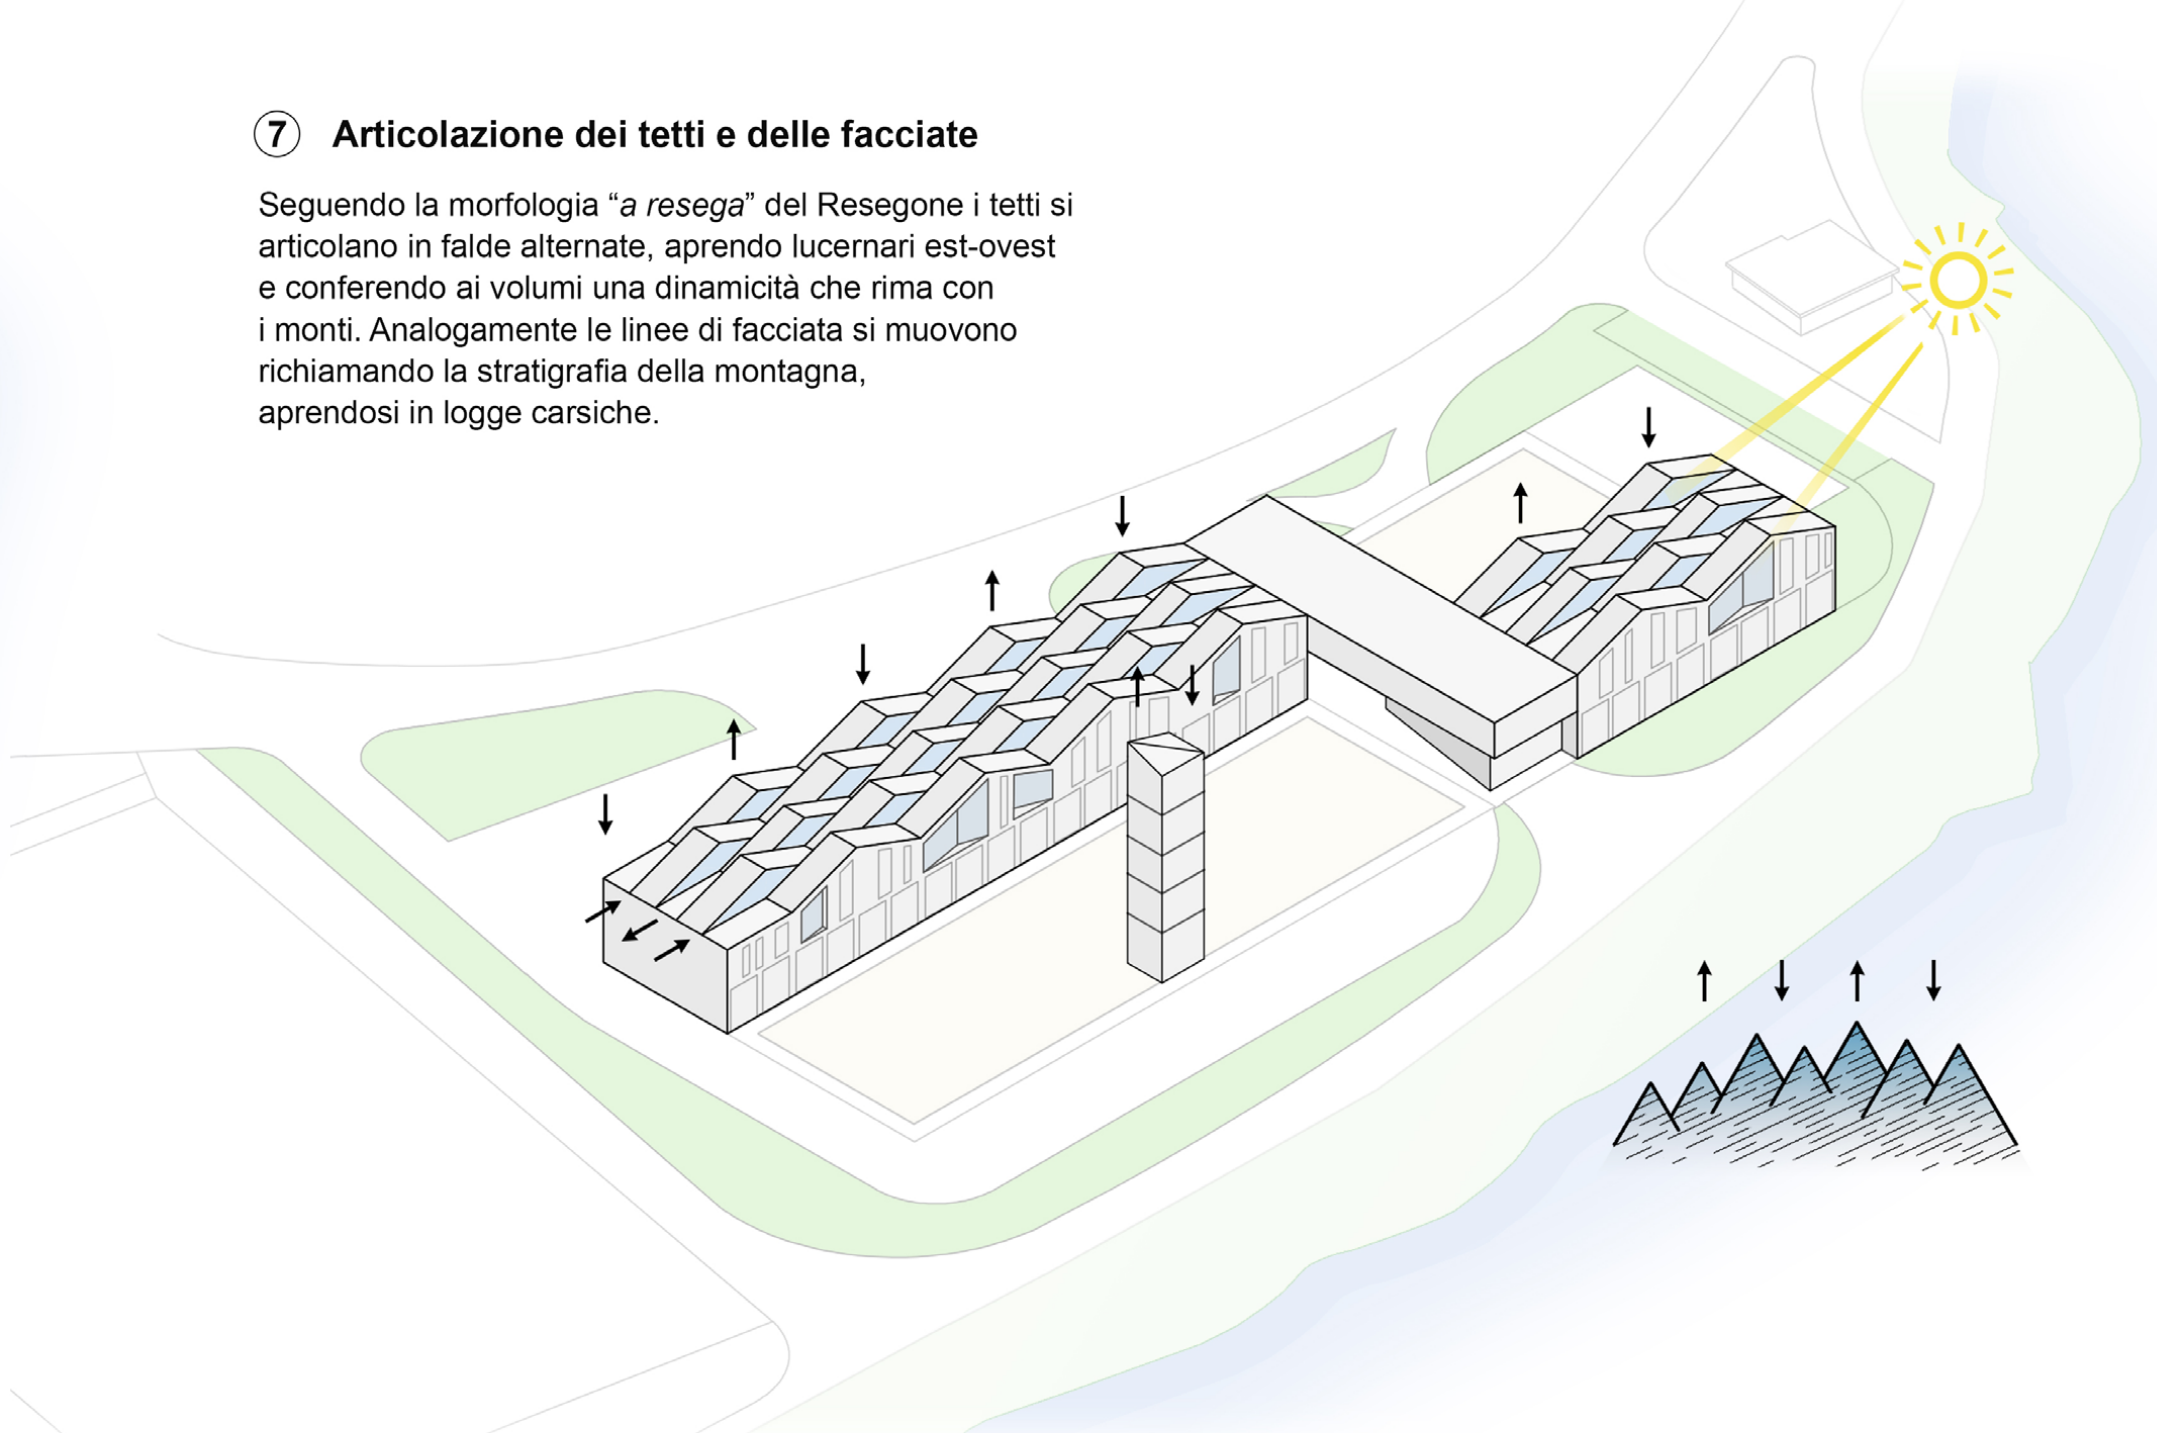 7 Articolazione dei tetti e delle facciate
Seguendo la morfologia “a resega” del Resegone i tetti si
articolano in falde alternate, aprendo lucernari est-ovest
e conferendo ai volumi una dinamicità che rima con
i monti. Analogamente le linee di facciata si muovono
richiamando la stratigrafia della montagna,
aprendosi in logge carsiche.